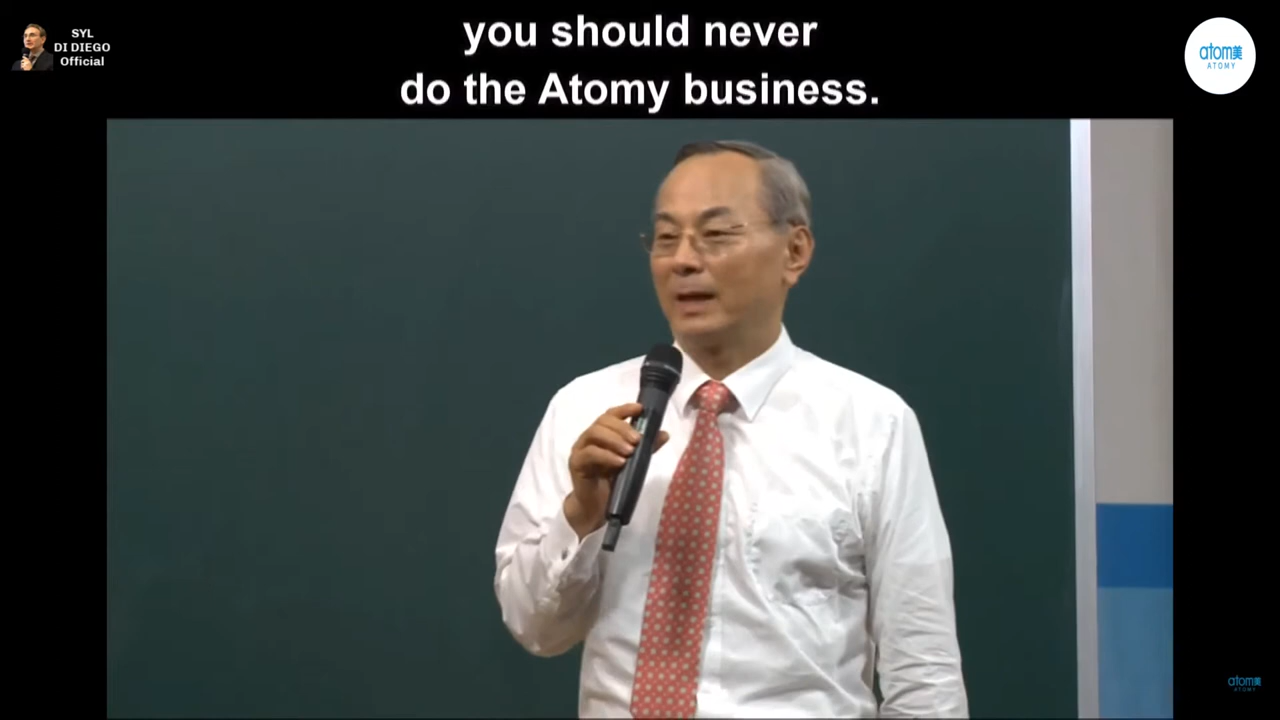 SYL
DI DIEGO
Official
you should never
do the Atomy business.
atom美
ATOMY
atom美
ATOMY